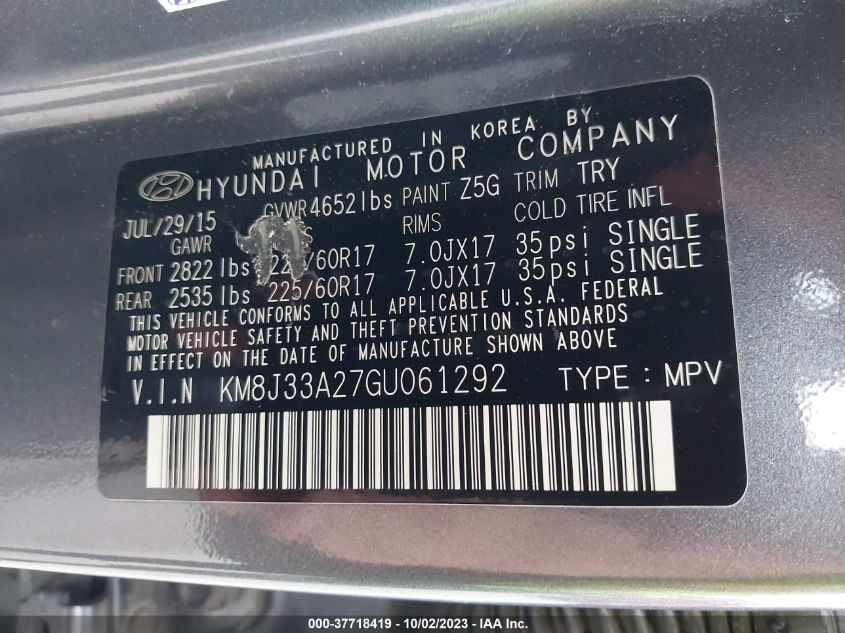 MANUFACTURED IN KOREA BY
HYUNDAI MOTOR COMPANY
JUL/29/15 GVWR 4652lbs PAINT Z5G TRIM TRY
GAWR RIMS COLD TIRE INFL
FRONT 2822 lbs /60R17 7.0JX17 35psi SINGLE
REAR 2535 lbs 225/60R17 7.0JX17 35psi SINGLE
THIS VEHICLE CONFORMS TO ALL APPLICABLE U.S.A. FEDERAL
MOTOR VEHICLE SAFETY AND THEFT PREVENTION STANDARDS
IN EFFECT ON THE DATE OF MANUFACTURE SHOWN ABOVE
V.I.N KM8J33A27GU061292 TYPE : MPV
000-37718419 - 10/02/2023 - IAA Inc.